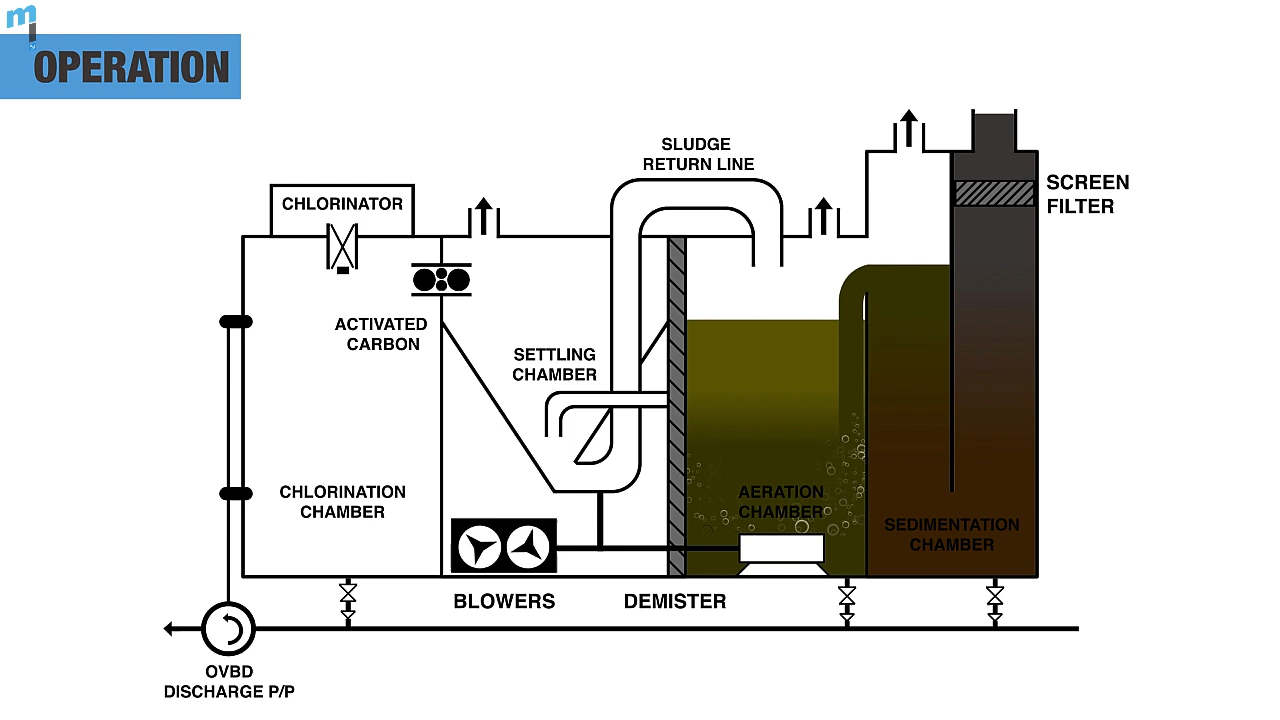 mi
OPERATION
SLUDGE
RETURN LINE
SCREEN
FILTER
CHLORINATOR
ACTIVATED
CARBON
SETTLING
CHAMBER
CHLORINATION
CHAMBER
AERATION
CHAMBER
SEDIMENTATION
CHAMBER
BLOWERS
DEMISTER
OVBD
DISCHARGE P/P